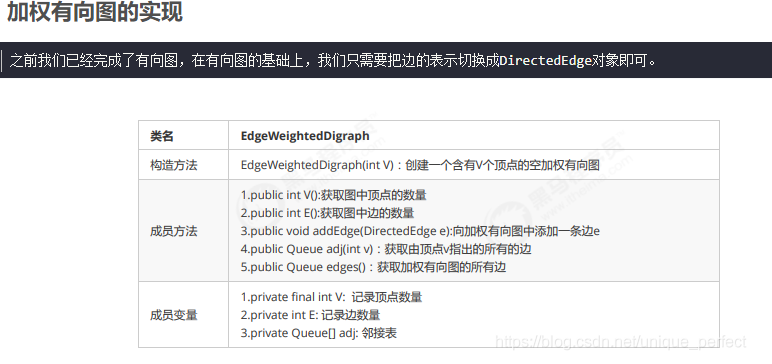 加权有向图的实现
之前我们已经完成了有向图，在有向图的基础上，我们只需要把边的表示切换成DirectedEdge对象即可。
类名 EdgeWeightedDigraph
构造方法 EdgeWeightedDigraph(int V)：创建一个含有V个顶点的空加权有向图
成员方法
1.public int V():获取图中顶点的数量
2.public int E():获取图中边的数量
3.public void addEdge(DirectedEdge e):向加权有向图中添加一条边e
4.public Queue adj(int v)：获取由顶点v指出的所有的边
5.public Queue edges()：获取加权有向图的所有边
成员变量
1.private final int V: 记录顶点数量
2.private int E: 记录边数量
3.private Queue[] adj: 邻接表
https://blog.csdn.net/unique_perfect